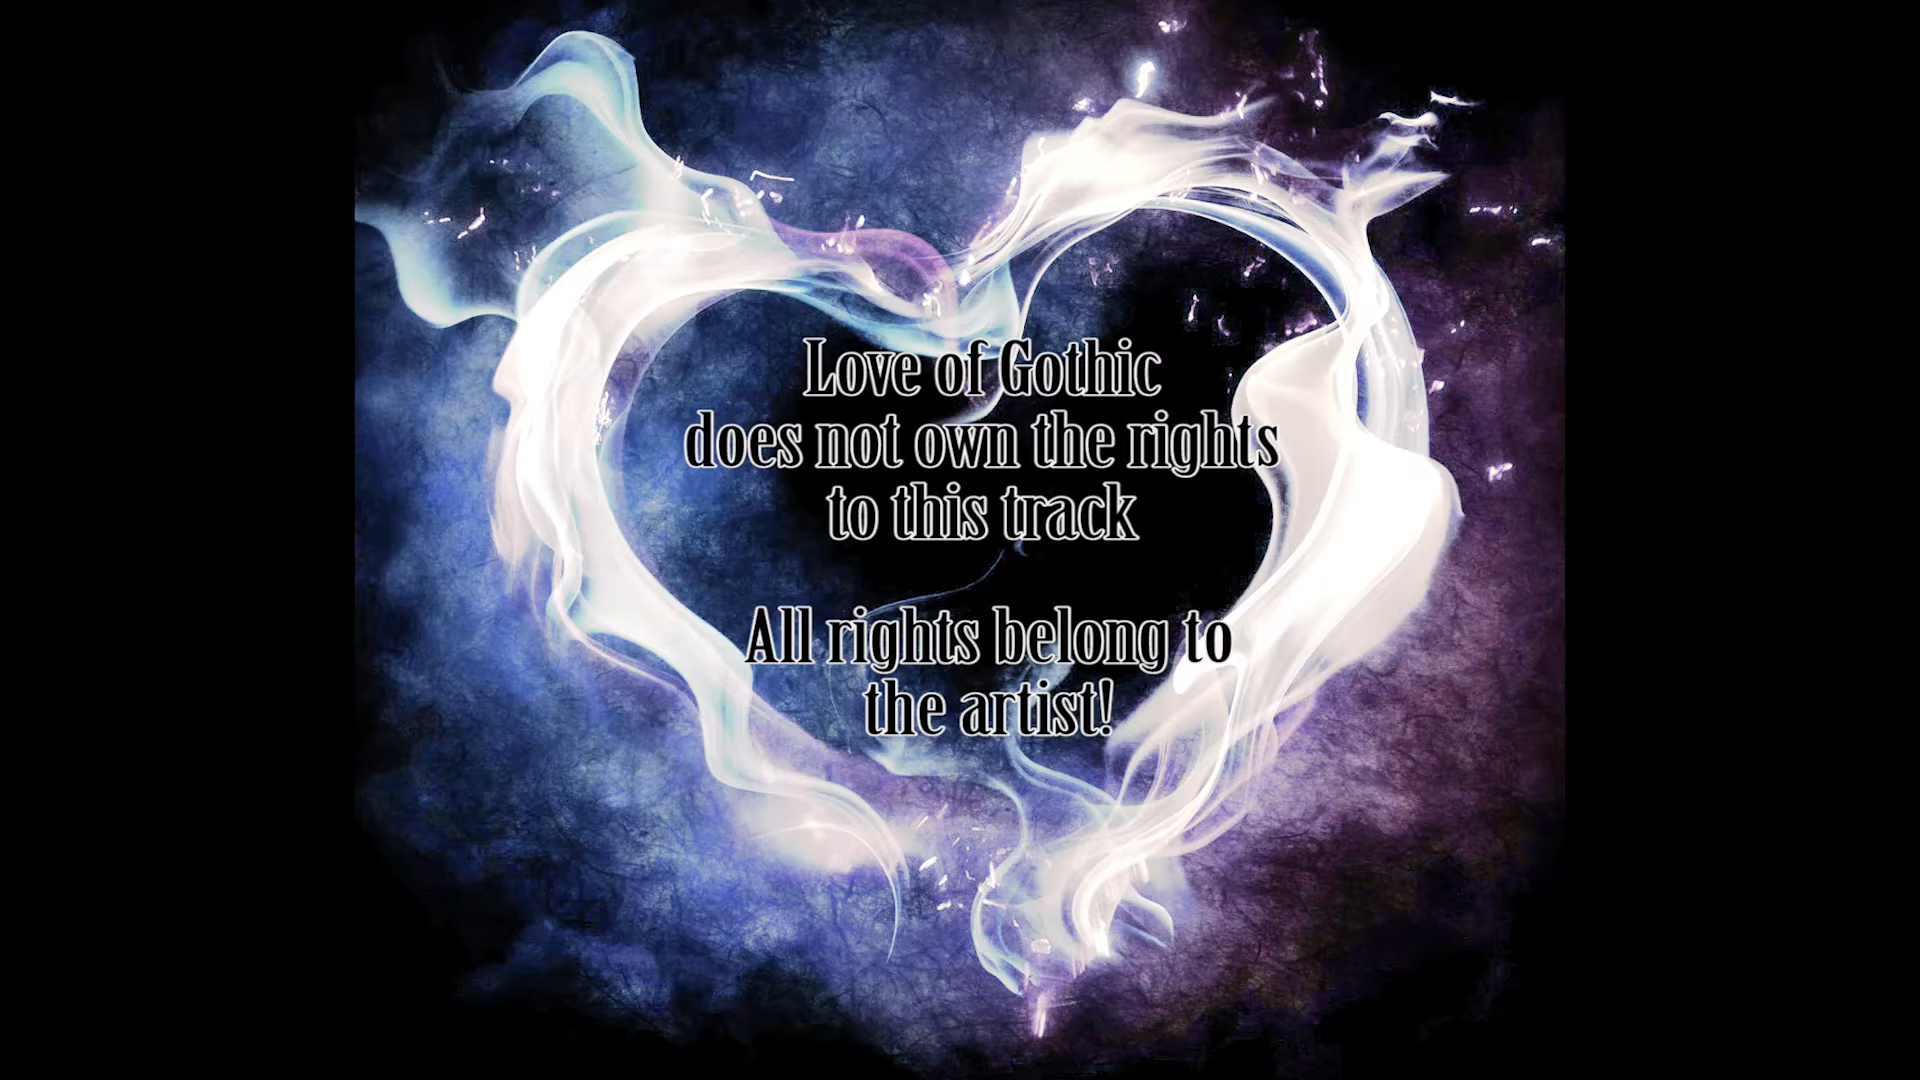 Love of Gothic
does not own the rights
to this track
All rights belong to
the artist!